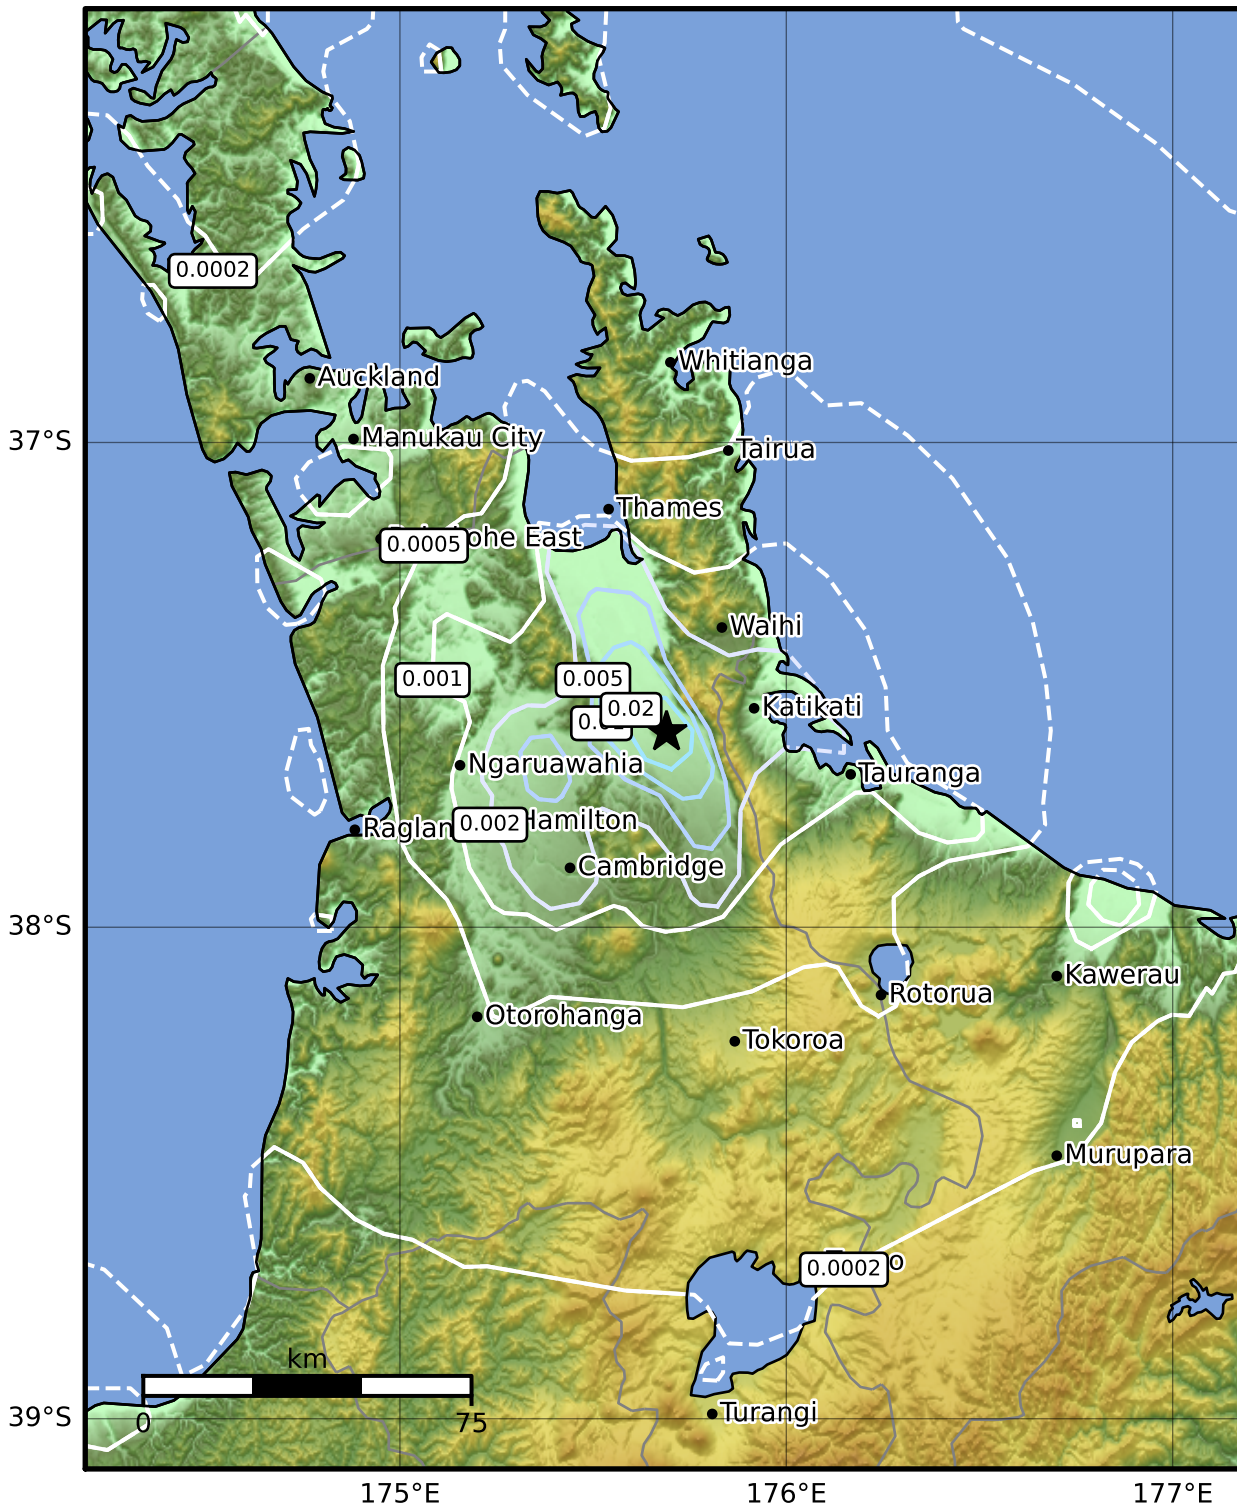 0.0002
Whitianga
Auckland
Manukau City
Tairua
37°S
Thames
ohe East
0.0005
Waihi
0.001
0.005
Katikati
0.02
Ngaruawahia
Tauranga
Raglan
0.002
Hamilton
Cambridge
38°S
Kawerau
Rotorua
Otorohanga
Tokoroa
Murupara
0.0002
o
km
0
75
Turangi
39°S
175°E
176°E
177°E